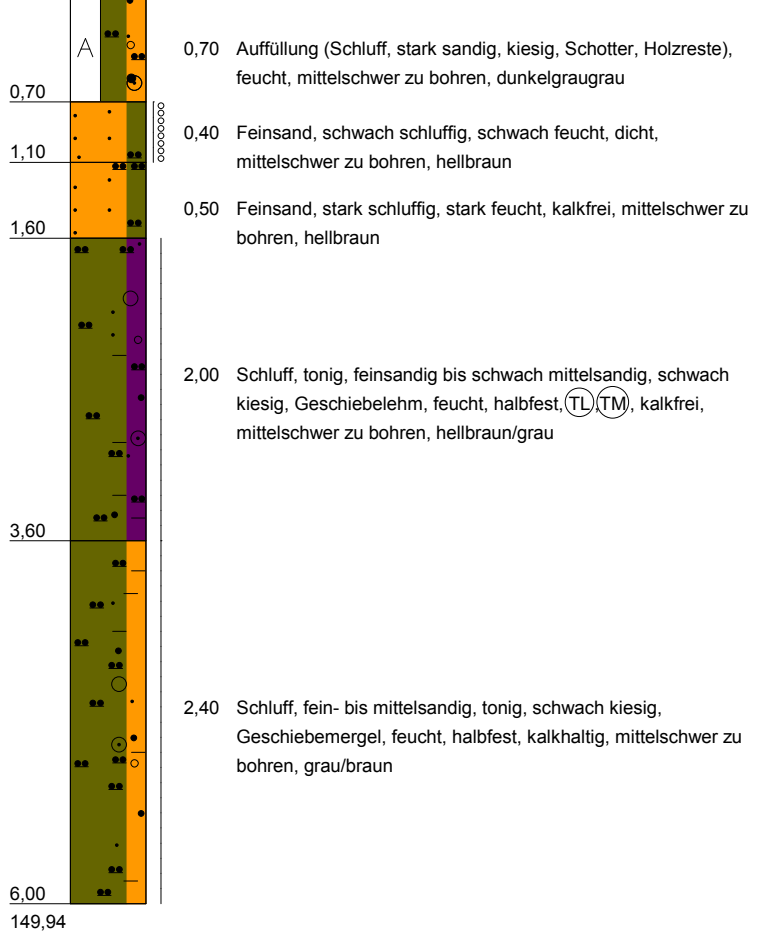 A
0,70 Auffüllung (Schluff, stark sandig, kiesig, Schotter, Holzreste),
feucht, mittelschwer zu bohren, dunkelgraugrau
0,70
0,40 Feinsand, schwach schluffig, schwach feucht, dicht,
mittelschwer zu bohren, hellbraun
1,10
0,50 Feinsand, stark schluffig, stark feucht, kalkfrei, mittelschwer zu
bohren, hellbraun
1,60
2,00 Schluff, tonig, feinsandig bis schwach mittelsandig, schwach
kiesig, Geschiebelehm, feucht, halbfest, TL, TM, kalkfrei,
mittelschwer zu bohren, hellbraun/grau
3,60
2,40 Schluff, fein- bis mittelsandig, tonig, schwach kiesig,
Geschiebemergel, feucht, halbfest, kalkhaltig, mittelschwer zu
bohren, grau/braun
6,00
149,94